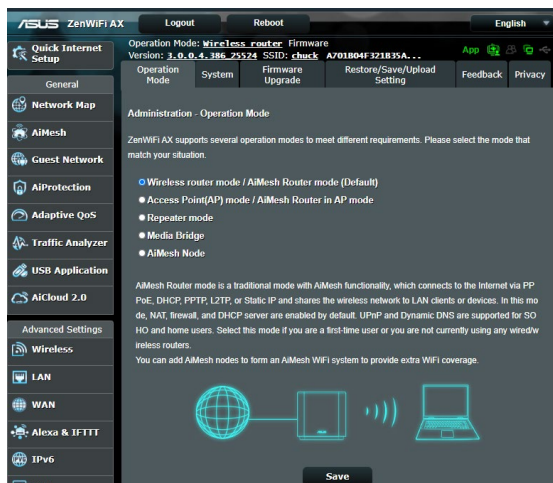 ASUS ZenWiFi AX Logout Reboot English
Quick Internet Setup
General
Network Map
AiMesh
Guest Network
AiProtection
Adaptive QoS
Traffic Analyzer
USB Application
AiCloud 2.0
Advanced Settings
Wireless
LAN
WAN
Alexa & IFTTT
IPv6
Operation Mode: Wireless router Firmware App
Version: 3.0.0.4.386_25524 SSID: chuck A701B04F321B35A...
Operation Mode System Firmware Upgrade Restore/Save/Upload Setting Feedback Privacy
Administration - Operation Mode
ZenWiFi AX supports several operation modes to meet different requirements. Please select the mode that
match your situation.
Wireless router mode / AiMesh Router mode (Default)
Access Point(AP) mode / AiMesh Router in AP mode
Repeater mode
Media Bridge
AiMesh Node
AiMesh Router mode is a traditional mode with AiMesh functionality, which connects to the Internet via PP
PoE, DHCP, PPTP, L2TP, or Static IP and shares the wireless network to LAN clients or devices. In this mo
de, NAT, firewall, and DHCP server are enabled by default. UPnP and Dynamic DNS are supported for SO
HO and home users. Select this mode if you are a first-time user or you are not currently using any wired/w
ireless routers.
You can add AiMesh nodes to form an AiMesh WiFi system to provide extra WiFi coverage.
Save